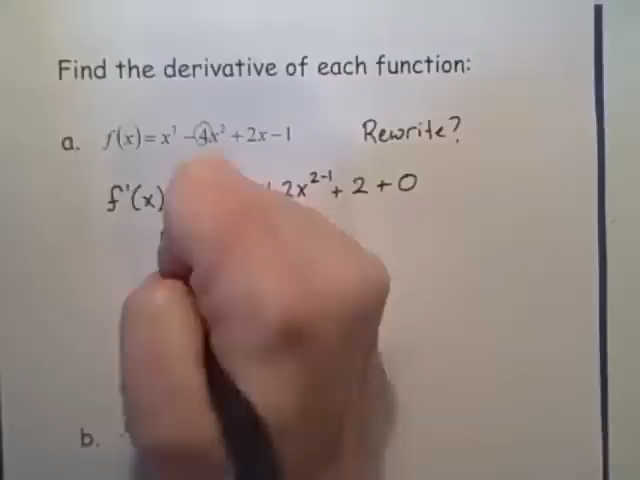 Find the derivative of each function:
a. f(x) = x³ − 4x² + 2x − 1 Rewrite?
f'(x) 2x²⁻¹ + 2 + 0
b.